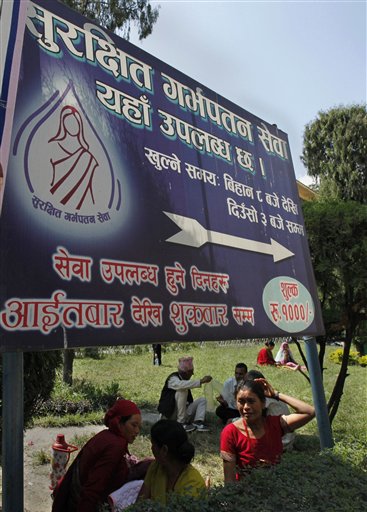 सुरक्षित गर्भपतन सेवा
यहाँ उपलब्ध छ।
खुल्ने समय: बिहान ८ बजे देखि
दिउँसो ३ बजे सम्म
सुरक्षित गर्भपतन सेवा
सेवा उपलब्ध हुने दिनहरू
आईतबार देखि शुक्रबार सम्म
शुल्क
रु. १०००/